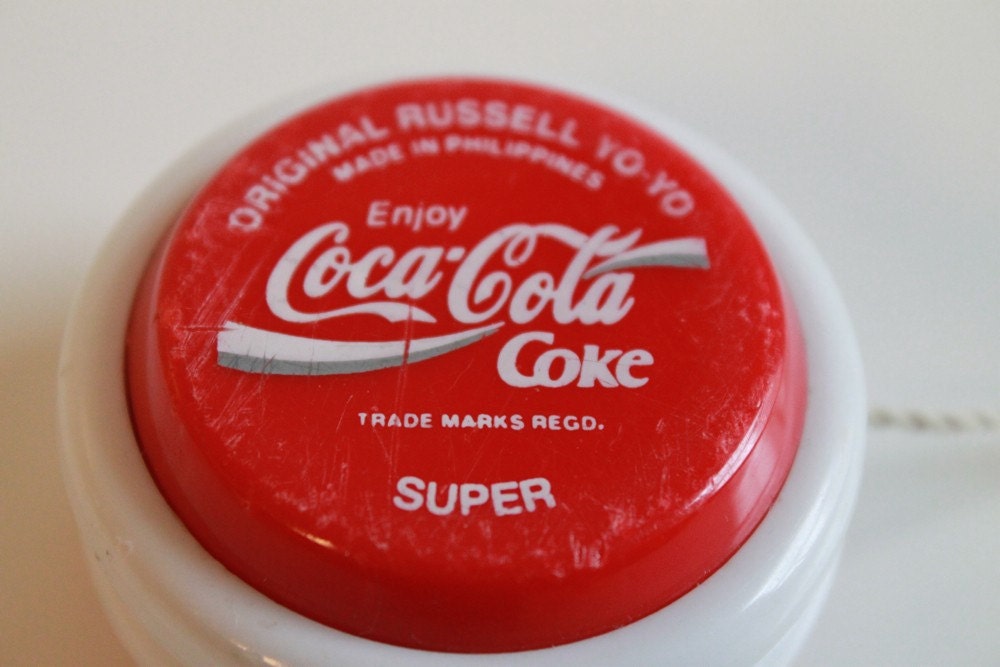 ORIGINAL RUSSELL YO-YO
MADE IN PHILIPPINES
Enjoy
Coca-Cola
Coke
TRADE MARKS REGD.
SUPER